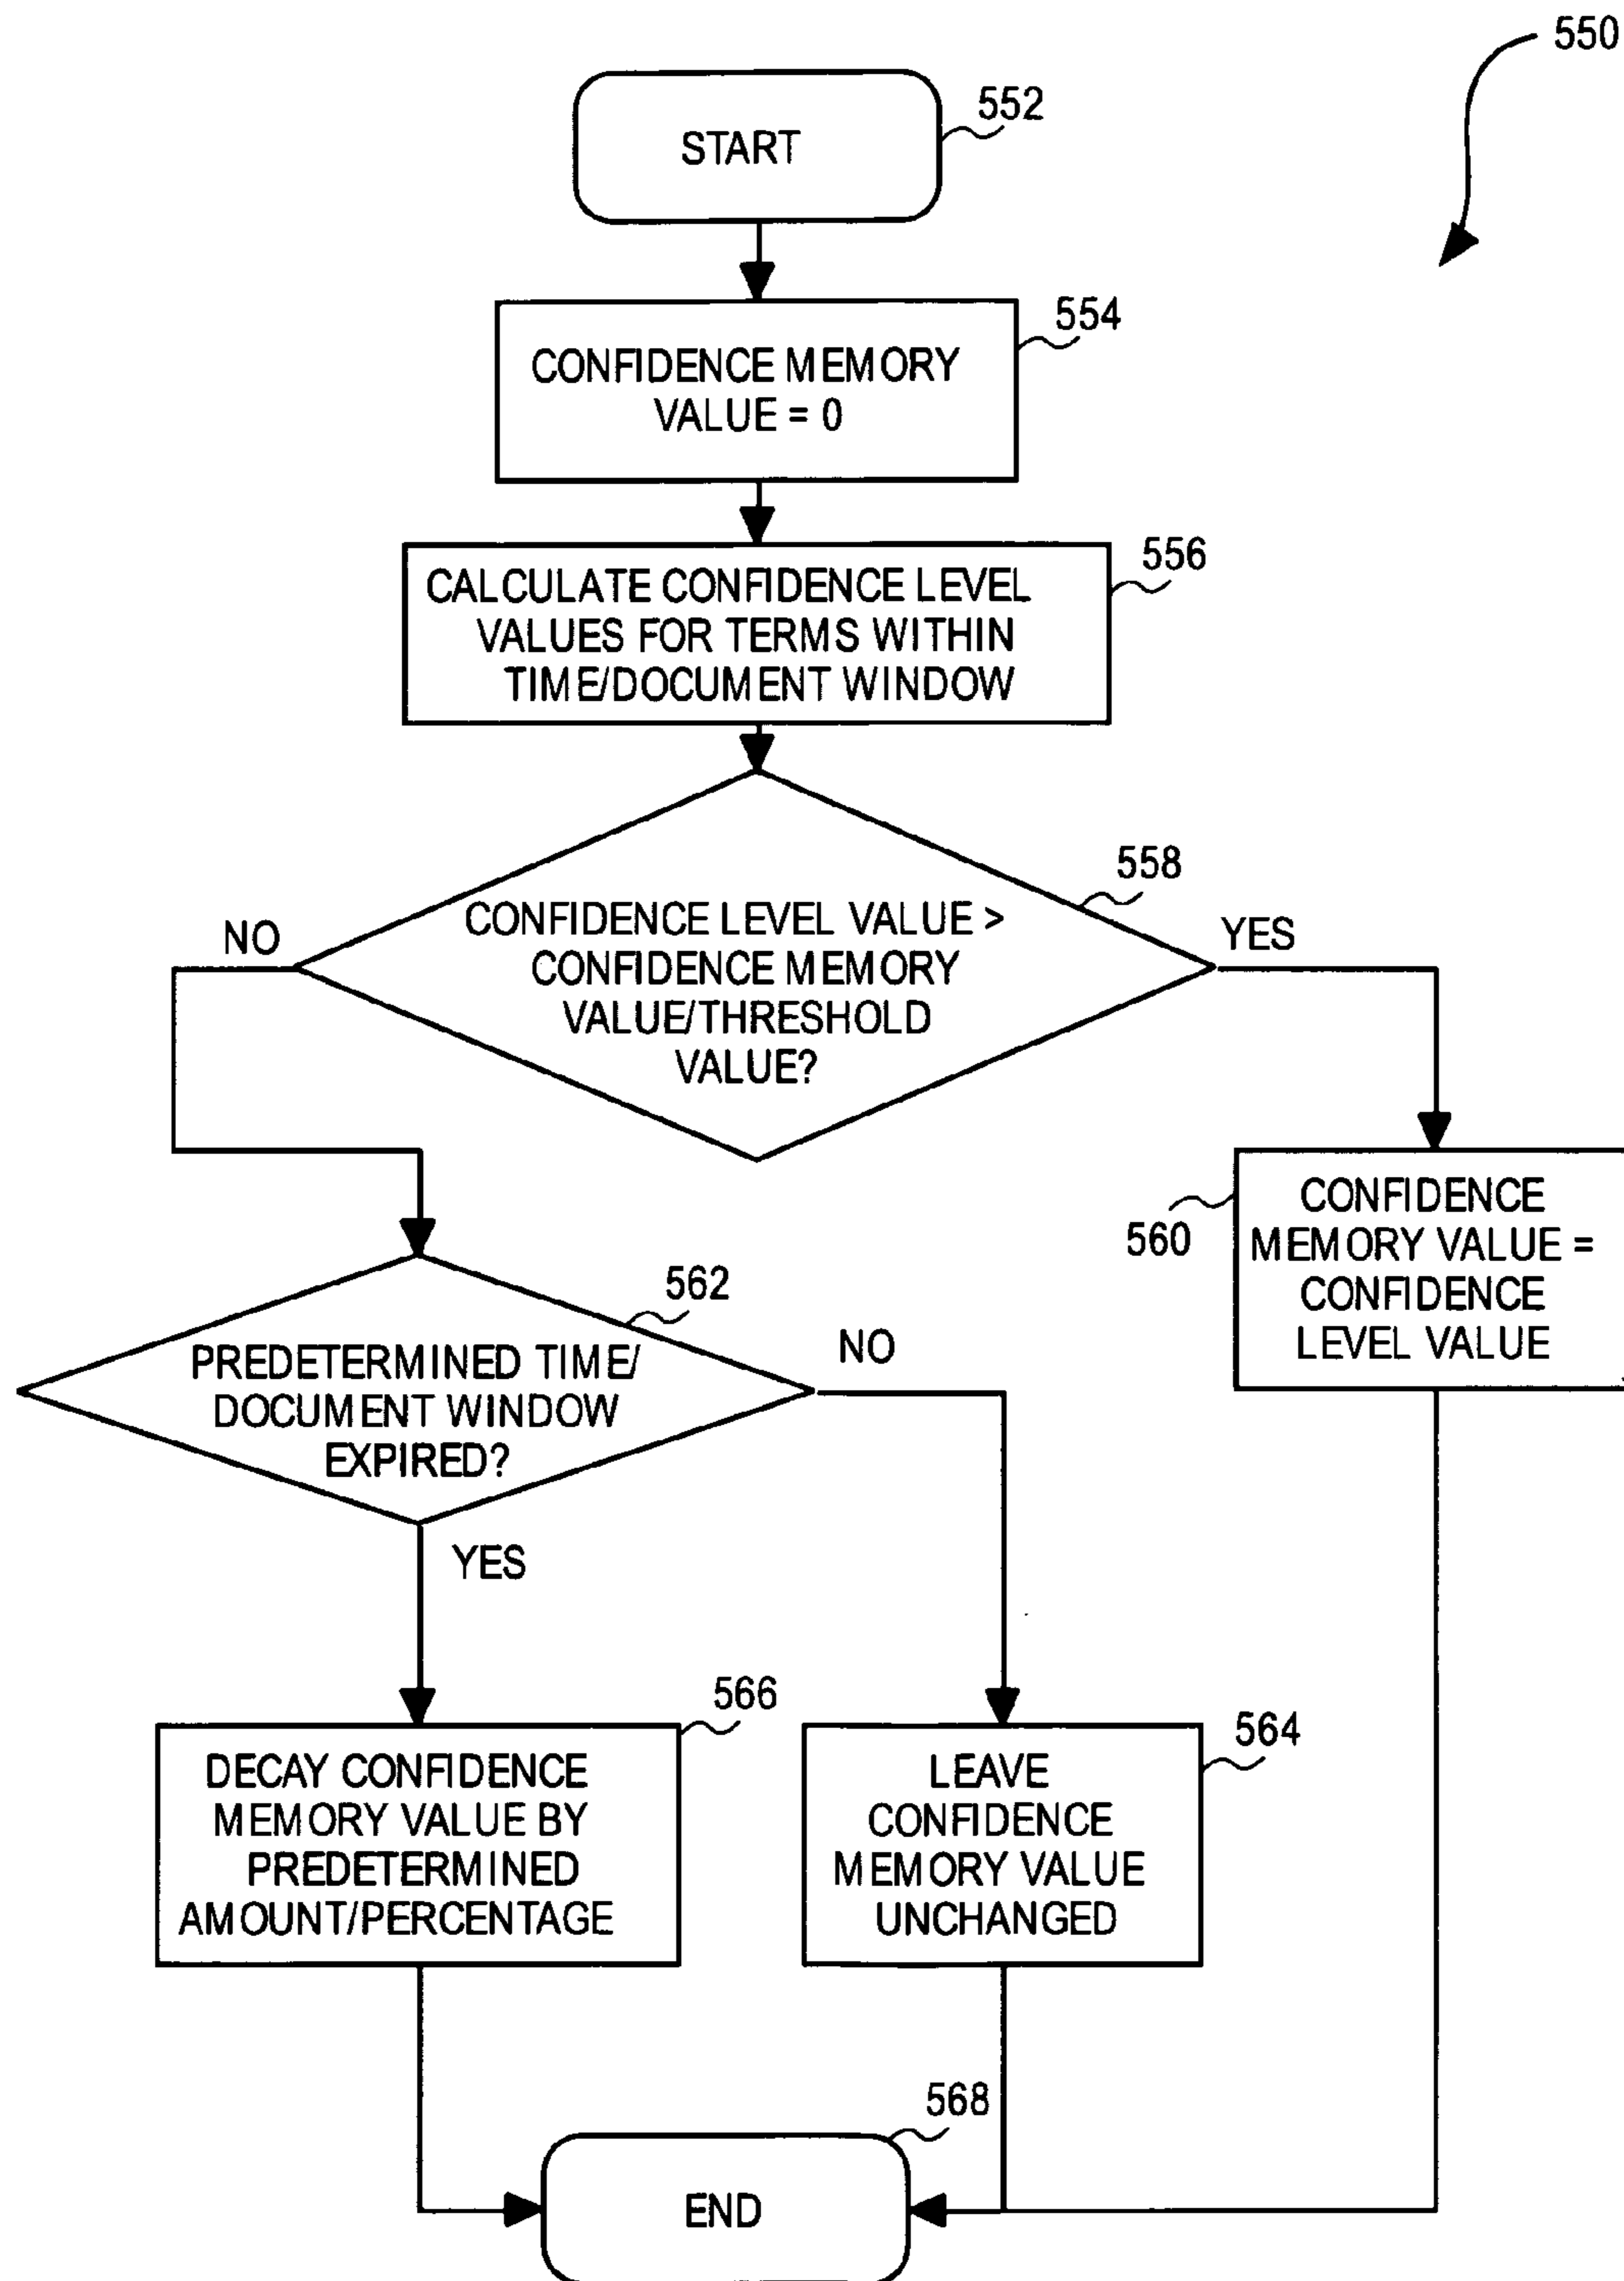 550
552
START
554
CONFIDENCE MEMORY
VALUE = 0
556
CALCULATE CONFIDENCE LEVEL
VALUES FOR TERMS WITHIN
TIME/DOCUMENT WINDOW
558
CONFIDENCE LEVEL VALUE >
CONFIDENCE MEMORY
VALUE/THRESHOLD
VALUE?
NO
YES
560
CONFIDENCE
MEMORY VALUE =
CONFIDENCE
LEVEL VALUE
562
PREDETERMINED TIME/
DOCUMENT WINDOW
EXPIRED?
NO
YES
566
DECAY CONFIDENCE
MEMORY VALUE BY
PREDETERMINED
AMOUNT/PERCENTAGE
564
LEAVE
CONFIDENCE
MEMORY VALUE
UNCHANGED
568
END